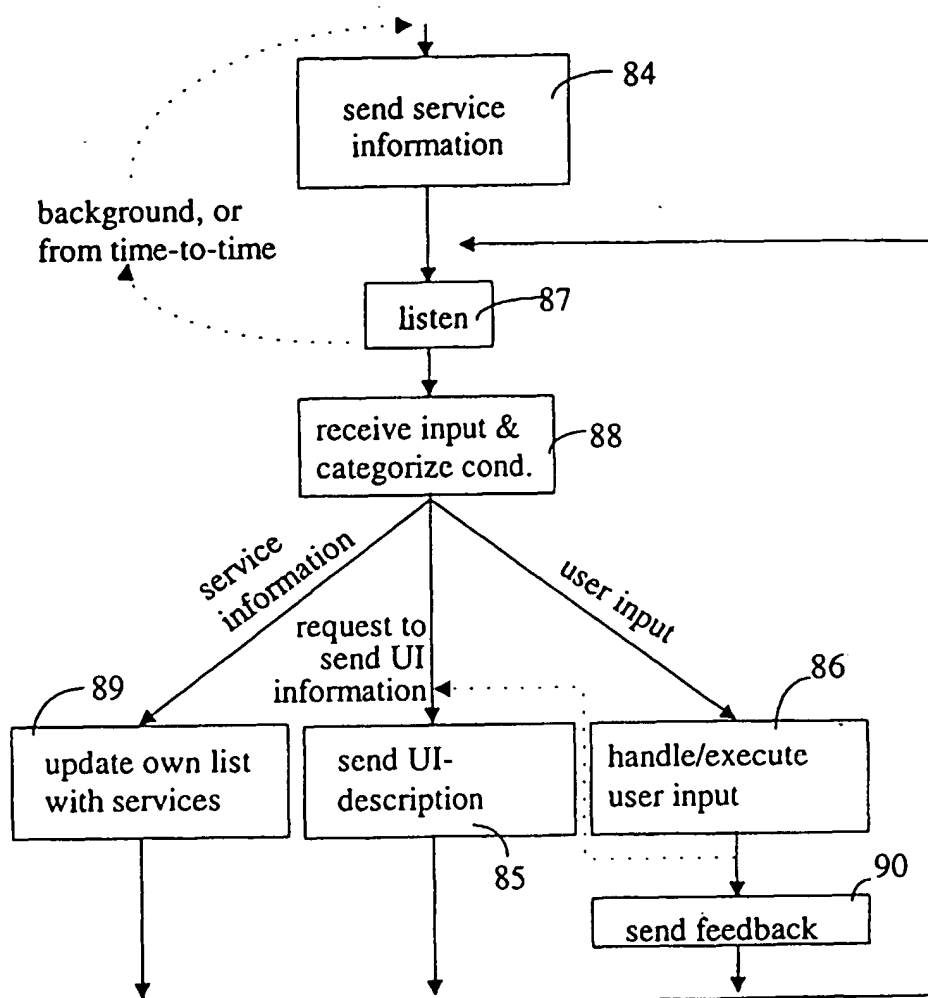 send service
information
84
background, or
from time-to-time
listen
87
receive input &
categorize cond.
88
service
information
request to
send UI
information
user input
89
update own list
with services
send UI-
description
85
86
handle/execute
user input
90
send feedback